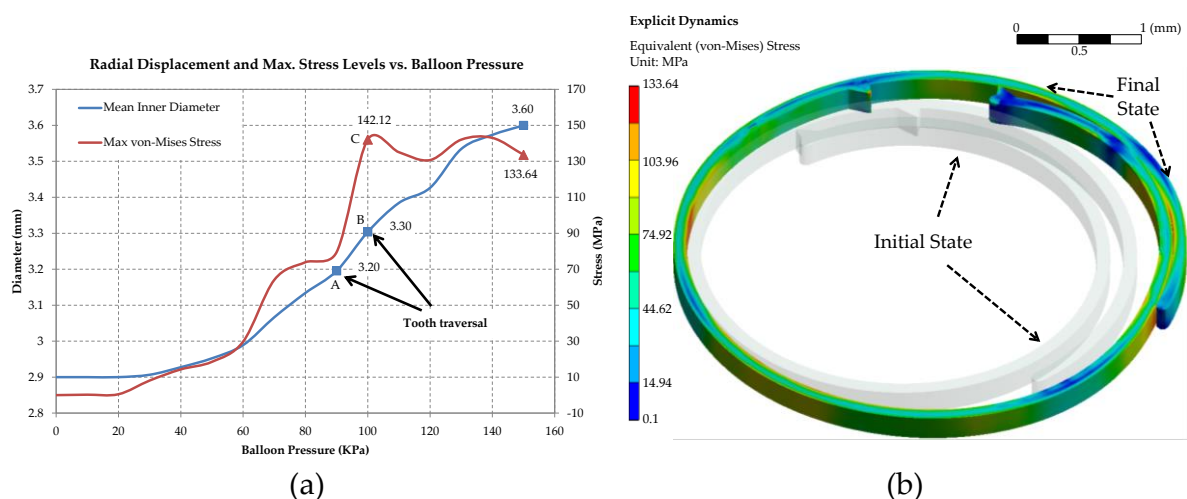 Radial Displacement and Max. Stress Levels vs. Balloon Pressure
Diameter (mm)
3.7
3.6
3.5
3.4
3.3
3.2
3.1
3
2.9
2.8
Mean Inner Diameter
Max von-Mises Stress
142.12
C
3.60
133.64
B
3.30
3.20
A
Tooth traversal
170
150
130
110
90
70
50
30
10
-10
Stress (MPa)
0 20 40 60 80 100 120 140 160
Balloon Pressure (KPa)
(a)
Explicit Dynamics
Equivalent (von-Mises) Stress
Unit: MPa
133.64
103.96
74.92
44.62
14.94
0.1
0 1 (mm)
0.5
Final
State
Initial State
(b)